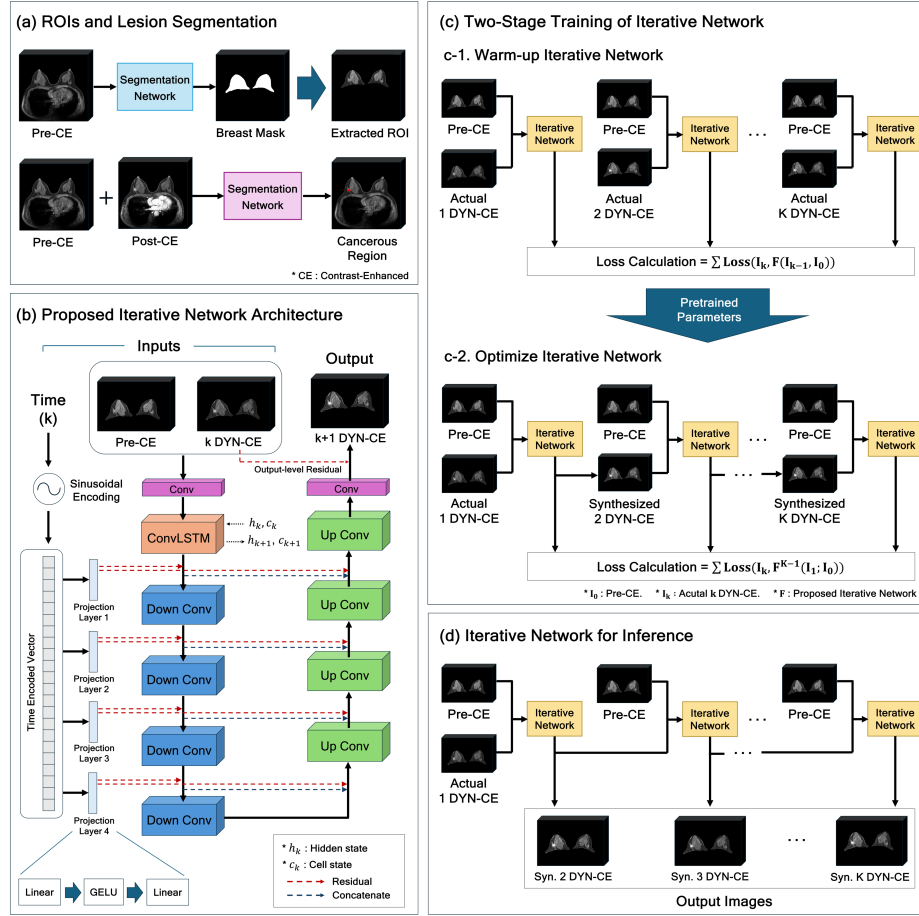 (a) ROIs and Lesion Segmentation
Segmentation
Network
Pre-CE
Breast Mask
Extracted ROI
Segmentation
Network
Pre-CE
Post-CE
Cancerous
Region
* CE : Contrast-Enhanced
(b) Proposed Iterative Network Architecture
Inputs
Output
Time
(k)
Pre-CE
k DYN-CE
k+1 DYN-CE
Output-level Residual
Sinusoidal
Encoding
Conv
Conv
ConvLSTM
h_k, c_k
h_{k+1}, c_{k+1}
Up Conv
Time Encoded Vector
Projection
Layer 1
Down Conv
Up Conv
Projection
Layer 2
Down Conv
Up Conv
Projection
Layer 3
Down Conv
Up Conv
Projection
Layer 4
Down Conv
Linear
GELU
Linear
* h_k : Hidden state
* c_k : Cell state
Residual
Concatenate
(c) Two-Stage Training of Iterative Network
c-1. Warm-up Iterative Network
Pre-CE
Iterative
Network
Actual
1 DYN-CE
Pre-CE
Iterative
Network
Actual
2 DYN-CE
...
Pre-CE
Iterative
Network
Actual
K DYN-CE
Loss Calculation = ∑ Loss(I_k, F(I_{k−1}, I_0))
Pretrained
Parameters
c-2. Optimize Iterative Network
Pre-CE
Iterative
Network
Actual
1 DYN-CE
Pre-CE
Iterative
Network
Synthesized
2 DYN-CE
...
...
Pre-CE
Iterative
Network
Synthesized
K DYN-CE
Loss Calculation = ∑ Loss(I_k, F^{K−1}(I_1; I_0))
* I_0 : Pre-CE. * I_k : Acutal k DYN-CE. * F : Proposed Iterative Network
(d) Iterative Network for Inference
Pre-CE
Iterative
Network
Actual
1 DYN-CE
Pre-CE
Iterative
Network
...
...
Pre-CE
Iterative
Network
Syn. 2 DYN-CE
Syn. 3 DYN-CE
...
Syn. K DYN-CE
Output Images